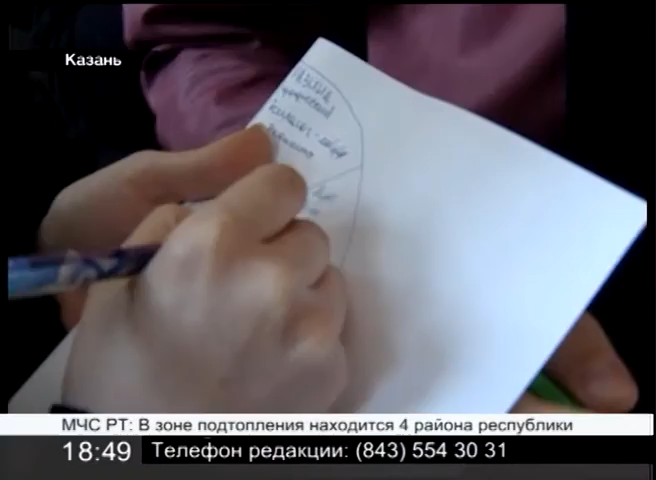 Казань
МЧС РТ: В зоне подтопления находится 4 района республики
18:49
Телефон редакции: (843) 554 30 31